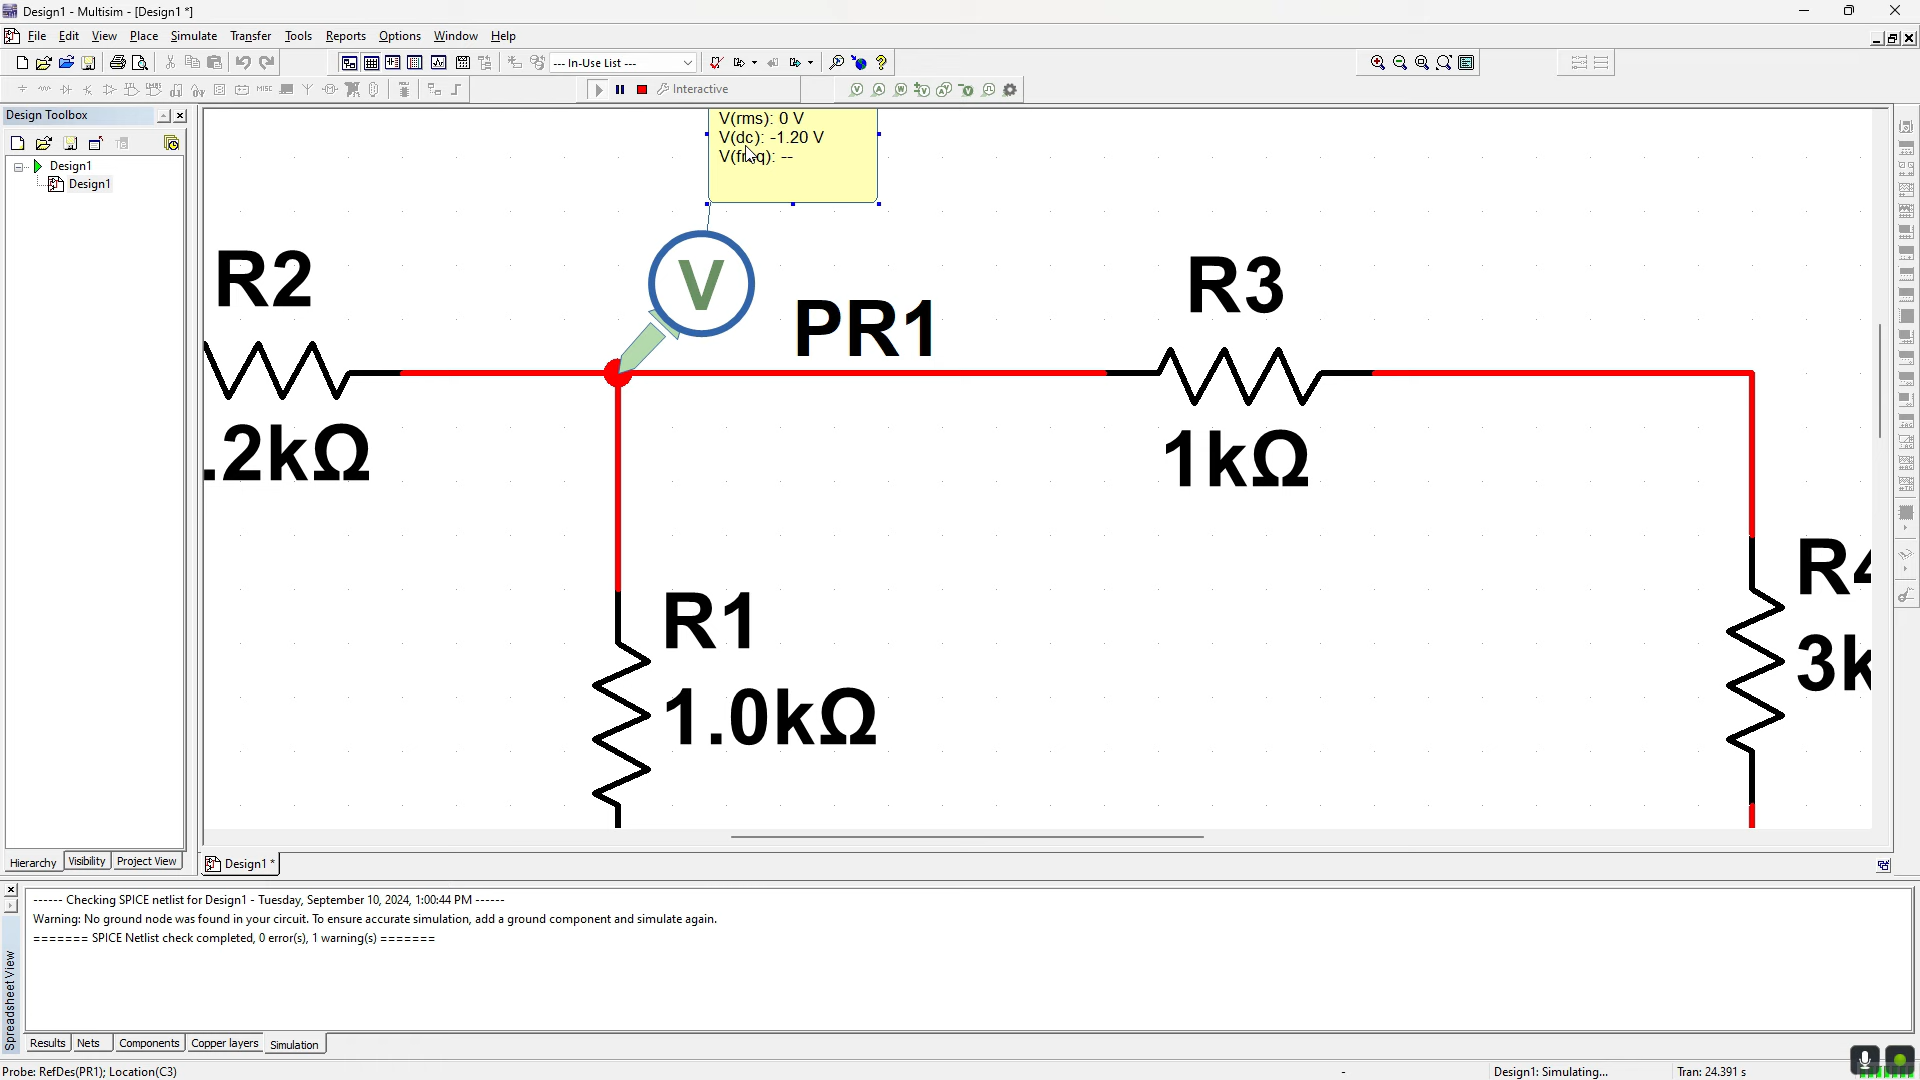 Design1 - Multisim - [Design1 *]
File Edit View Place Simulate Transfer Tools Reports Options Window Help
--- In-Use List ---
Interactive
Design Toolbox
Design1
Design1
V(rms): 0 V
V(dc): -1.20 V
V(freq): --
V
R2
.2kΩ
PR1
R3
1kΩ
R1
1.0kΩ
R4
3k
Hierarchy Visibility Project View
Design1 *
------ Checking SPICE netlist for Design1 - Tuesday, September 10, 2024, 1:00:44 PM ------
Warning: No ground node was found in your circuit. To ensure accurate simulation, add a ground component and simulate again.
======= SPICE Netlist check completed, 0 error(s), 1 warning(s) =======
Spreadsheet View
Results Nets Components Copper layers Simulation
Probe: RefDes(PR1); Location(C3)
-
Design1: Simulating...
Tran: 24.391 s